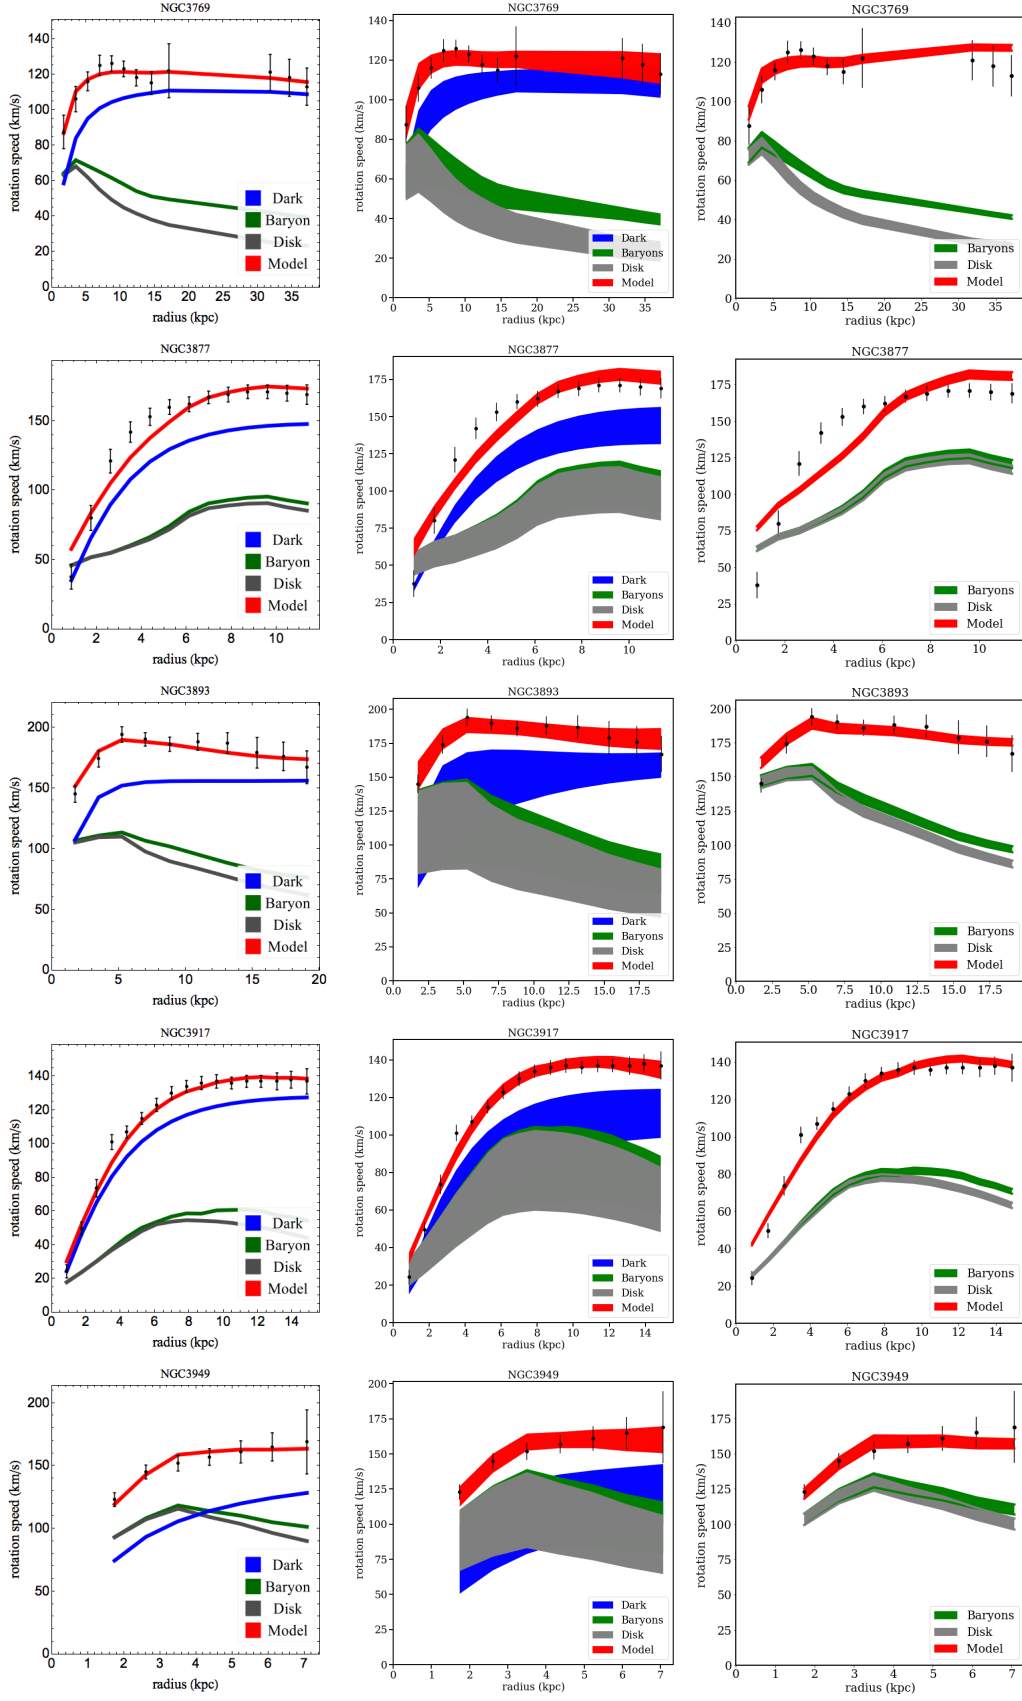 NGC3769
NGC3769
NGC3769
rotation speed (km/s)
140
120
100
80
60
40
20
0
Dark
Baryon
Disk
Model
0 5 10 15 20 25 30 35
radius (kpc)
rotation speed (km/s)
140
120
100
80
60
40
20
0
Dark
Baryons
Disk
Model
0 5 10 15 20 25 30 35
radius (kpc)
rotation speed (km/s)
140
120
100
80
60
40
20
0
Baryons
Disk
Model
0 5 10 15 20 25 30 35
radius (kpc)
NGC3877
NGC3877
NGC3877
rotation speed (km/s)
150
100
50
0
Dark
Baryon
Disk
Model
0 2 4 6 8 10
radius (kpc)
rotation speed (km/s)
175
150
125
100
75
50
25
0
Dark
Baryons
Disk
Model
0 2 4 6 8 10
radius (kpc)
rotation speed (km/s)
175
150
125
100
75
50
25
0
Baryons
Disk
Model
0 2 4 6 8 10
radius (kpc)
NGC3893
NGC3893
NGC3893
rotation speed (km/s)
200
150
100
50
0
Dark
Baryon
Disk
Model
0 5 10 15 20
radius (kpc)
rotation speed (km/s)
200
175
150
125
100
75
50
25
0
Dark
Baryons
Disk
Model
0.0 2.5 5.0 7.5 10.0 12.5 15.0 17.5
radius (kpc)
rotation speed (km/s)
200
175
150
125
100
75
50
25
0
Baryons
Disk
Model
0.0 2.5 5.0 7.5 10.0 12.5 15.0 17.5
radius (kpc)
NGC3917
NGC3917
NGC3917
rotation speed (km/s)
140
120
100
80
60
40
20
0
Dark
Baryon
Disk
Model
0 2 4 6 8 10 12 14
radius (kpc)
rotation speed (km/s)
140
120
100
80
60
40
20
0
Dark
Baryons
Disk
Model
0 2 4 6 8 10 12 14
radius (kpc)
rotation speed (km/s)
140
120
100
80
60
40
20
0
Baryons
Disk
Model
0 2 4 6 8 10 12 14
radius (kpc)
NGC3949
NGC3949
NGC3949
rotation speed (km/s)
200
150
100
50
0
Dark
Baryon
Disk
Model
0 1 2 3 4 5 6 7
radius (kpc)
rotation speed (km/s)
200
175
150
125
100
75
50
25
0
Dark
Baryons
Disk
Model
0 1 2 3 4 5 6 7
radius (kpc)
rotation speed (km/s)
175
150
125
100
75
50
25
0
Baryons
Disk
Model
0 1 2 3 4 5 6 7
radius (kpc)